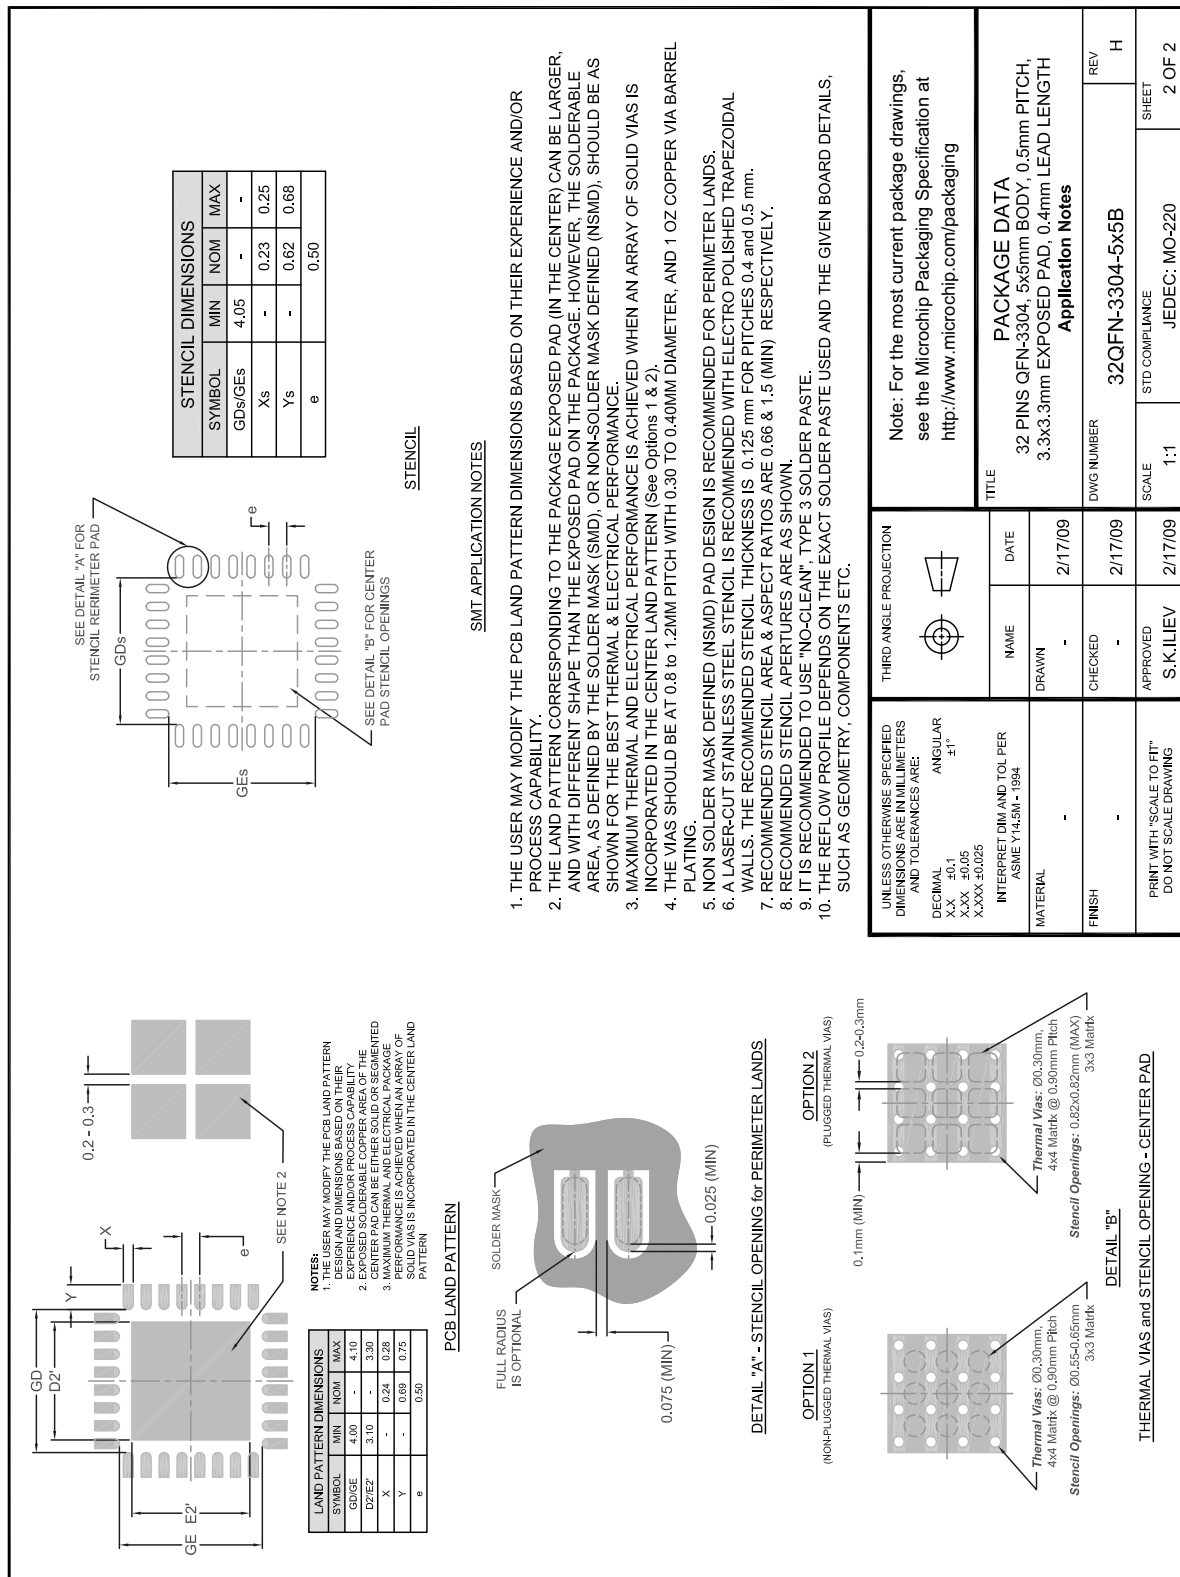 GD
D2'
GE
E2'
Y
X
e
0.2 - 0.3
SEE NOTE 2
LAND PATTERN DIMENSIONS
SYMBOL MIN NOM MAX
GD/GE 4.00 - 4.10
D2'/E2' 3.10 - 3.30
X - 0.24 0.28
Y - 0.69 0.75
e 0.50
NOTES:
1. THE USER MAY MODIFY THE PCB LAND PATTERN
DESIGN AND DIMENSIONS BASED ON THEIR
EXPERIENCE AND/OR PROCESS CAPABILITY
2. EXPOSED SOLDERABLE COPPER AREA OF THE
CENTER PAD CAN BE EITHER SOLID OR SEGMENTED
3. MAXIMUM THERMAL AND ELECTRICAL PACKAGE
PERFORMANCE IS ACHIEVED WHEN AN ARRAY OF
SOLID VIAS IS INCORPORATED IN THE CENTER LAND
PATTERN
PCB LAND PATTERN
SEE DETAIL "A" FOR
STENCIL RERIMETER PAD
GDs
GEs
e
SEE DETAIL "B" FOR CENTER
PAD STENCIL OPENINGS
STENCIL DIMENSIONS
SYMBOL MIN NOM MAX
GDs/GEs 4.05 - -
Xs - 0.23 0.25
Ys - 0.62 0.68
e 0.50
STENCIL
FULL RADIUS
IS OPTIONAL
SOLDER MASK
0.075 (MIN)
0.025 (MIN)
DETAIL "A" - STENCIL OPENING for PERIMETER LANDS
SMT APPLICATION NOTES
1. THE USER MAY MODIFY THE PCB LAND PATTERN DIMENSIONS BASED ON THEIR EXPERIENCE AND/OR
PROCESS CAPABILITY.
2. THE LAND PATTERN CORRESPONDING TO THE PACKAGE EXPOSED PAD (IN THE CENTER) CAN BE LARGER,
AND WITH DIFFERENT SHAPE THAN THE EXPOSED PAD ON THE PACKAGE. HOWEVER, THE SOLDERABLE
AREA, AS DEFINED BY THE SOLDER MASK (SMD), OR NON-SOLDER MASK DEFINED (NSMD), SHOULD BE AS
SHOWN FOR THE BEST THERMAL & ELECTRICAL PERFORMANCE.
3. MAXIMUM THERMAL AND ELECTRICAL PERFORMANCE IS ACHIEVED WHEN AN ARRAY OF SOLID VIAS IS
INCORPORATED IN THE CENTER LAND PATTERN (See Options 1 & 2).
4. THE VIAS SHOULD BE AT 0.8 to 1.2MM PITCH WITH 0.30 TO 0.40MM DIAMETER, AND 1 OZ COPPER VIA BARREL
PLATING.
5. NON SOLDER MASK DEFINED (NSMD) PAD DESIGN IS RECOMMENDED FOR PERIMETER LANDS.
6. A LASER-CUT STAINLESS STEEL STENCIL IS RECOMMENDED WITH ELECTRO POLISHED TRAPEZOIDAL
WALLS. THE RECOMMENDED STENCIL THICKNESS IS 0.125 mm FOR PITCHES 0.4 and 0.5 mm.
7. RECOMMENDED STENCIL AREA & ASPECT RATIOS ARE 0.66 & 1.5 (MIN) RESPECTIVELY.
8. RECOMMENDED STENCIL APERTURES ARE AS SHOWN.
9. IT IS RECOMMENDED TO USE "NO-CLEAN", TYPE 3 SOLDER PASTE.
10. THE REFLOW PROFILE DEPENDS ON THE EXACT SOLDER PASTE USED AND THE GIVEN BOARD DETAILS,
SUCH AS GEOMETRY, COMPONENTS ETC.
OPTION 1
(NON-PLUGGED THERMAL VIAS)
Thermal Vias: Ø0.30mm,
4x4 Matrix @ 0.90mm Pitch
Stencil Openings: Ø0.55-0.65mm
3x3 Matrix
OPTION 2
(PLUGGED THERMAL VIAS)
0.1mm (MIN)
0.2-0.3mm
Thermal Vias: Ø0.30mm,
4x4 Matrix @ 0.90mm Pitch
Stencil Openings: 0.82x0.82mm (MAX)
3x3 Matrix
DETAIL "B"
THERMAL VIAS and STENCIL OPENING - CENTER PAD
UNLESS OTHERWISE SPECIFIED
DIMENSIONS ARE IN MILLIMETERS
AND TOLERANCES ARE:
DECIMAL ANGULAR
X.X ±0.1 ±1°
X.XX ±0.05
X.XXX ±0.025
INTERPRET DIM AND TOL PER
ASME Y14.5M - 1994
MATERIAL
-
FINISH
-
PRINT WITH "SCALE TO FIT"
DO NOT SCALE DRAWING
THIRD ANGLE PROJECTION
NAME DATE
DRAWN
- 2/17/09
CHECKED
- 2/17/09
APPROVED
S.K.ILIEV 2/17/09
Note: For the most current package drawings,
see the Microchip Packaging Specification at
http://www.microchip.com/packaging
TITLE
PACKAGE DATA
32 PINS QFN-3304, 5x5mm BODY, 0.5mm PITCH,
3.3x3.3mm EXPOSED PAD, 0.4mm LEAD LENGTH
Application Notes
DWG NUMBER
32QFN-3304-5x5B
REV
H
SCALE
1:1
STD COMPLIANCE
JEDEC: MO-220
SHEET
2 OF 2